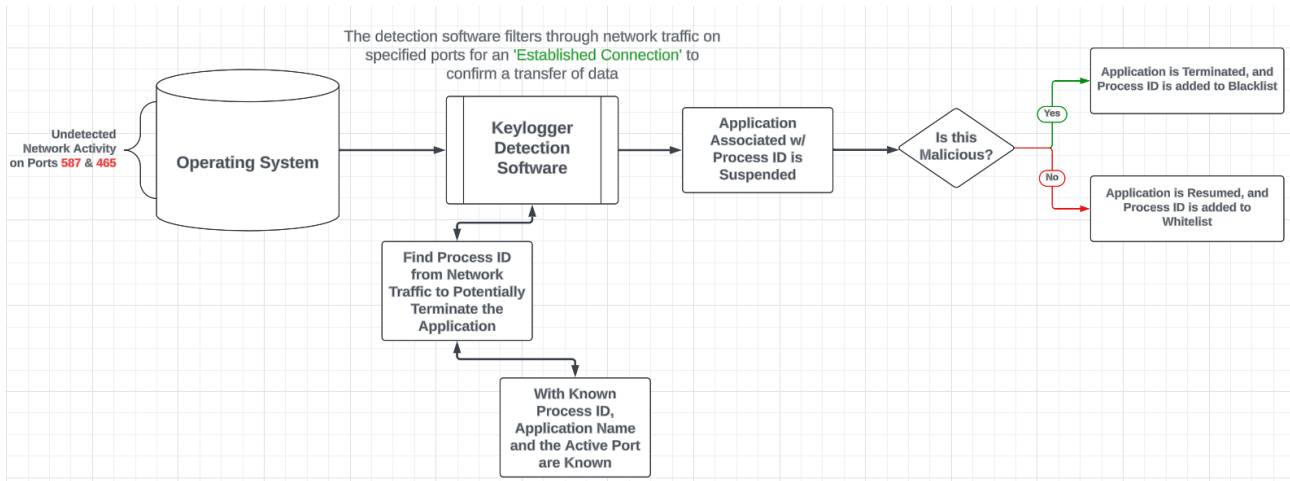 The detection software filters through network traffic on
specified ports for an 'Established Connection' to
confirm a transfer of data
Undetected
Network Activity
on Ports 587 & 465
Operating System
Keylogger
Detection
Software
Application
Associated w/
Process ID is
Suspended
Is this
Malicious?
Yes
Application is Terminated, and
Process ID is added to Blacklist
No
Application is Resumed, and
Process ID is added to
Whitelist
Find Process ID
from Network
Traffic to Potentially
Terminate the
Application
With Known
Process ID,
Application Name
and the Active Port
are Known